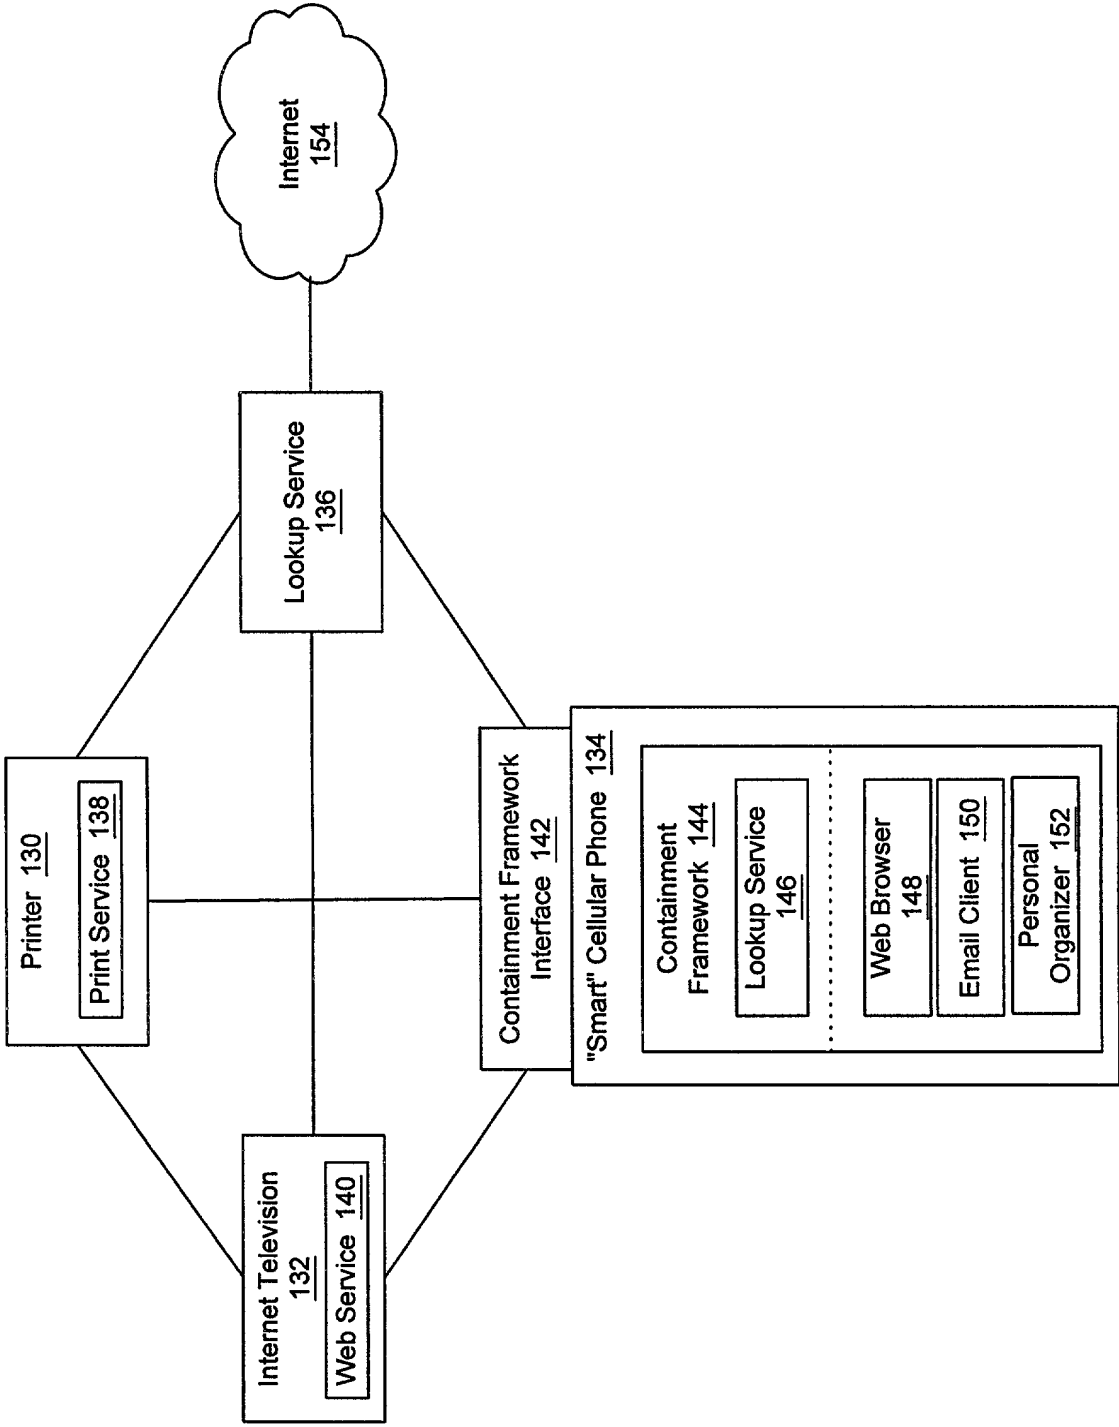 Printer 130
Print Service 138
Internet Television
132
Web Service 140
Lookup Service
136
Internet
154
Containment Framework
Interface 142
"Smart" Cellular Phone 134
Containment
Framework 144
Lookup Service
146
Web Browser
148
Email Client 150
Personal
Organizer 152